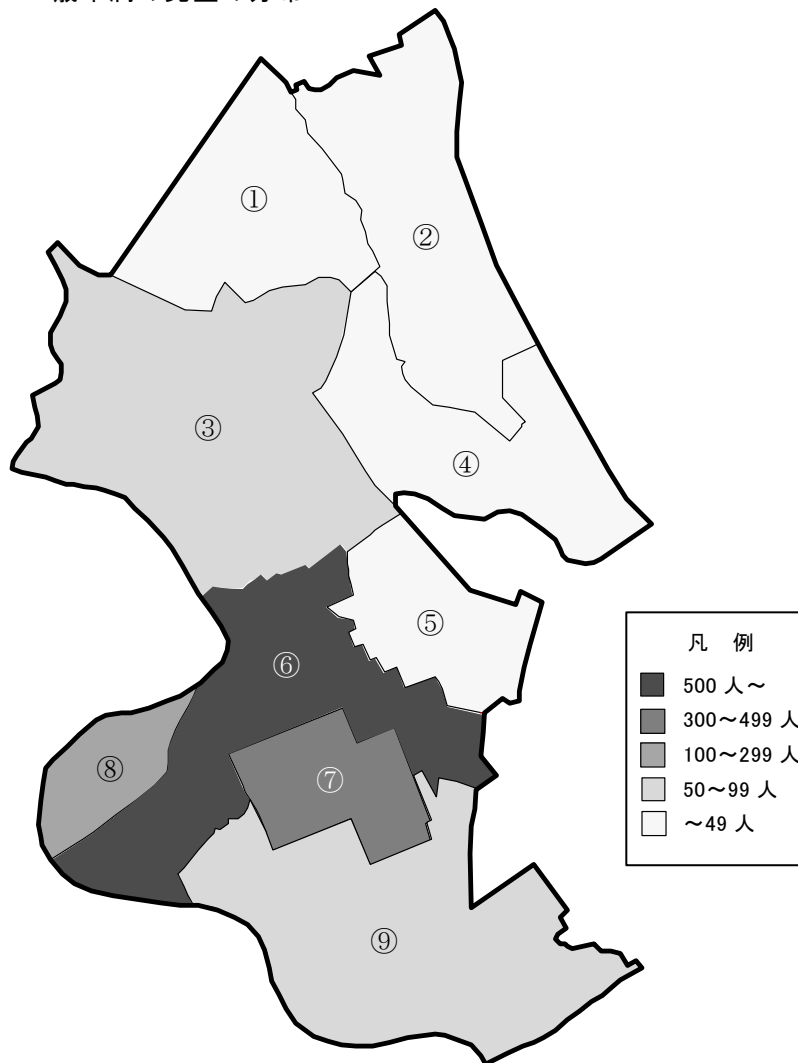 ①
②
③
④
⑤
⑥
⑦
⑧
⑨
凡 例
500 人～
300～499 人
100～299 人
50～99 人
～49 人